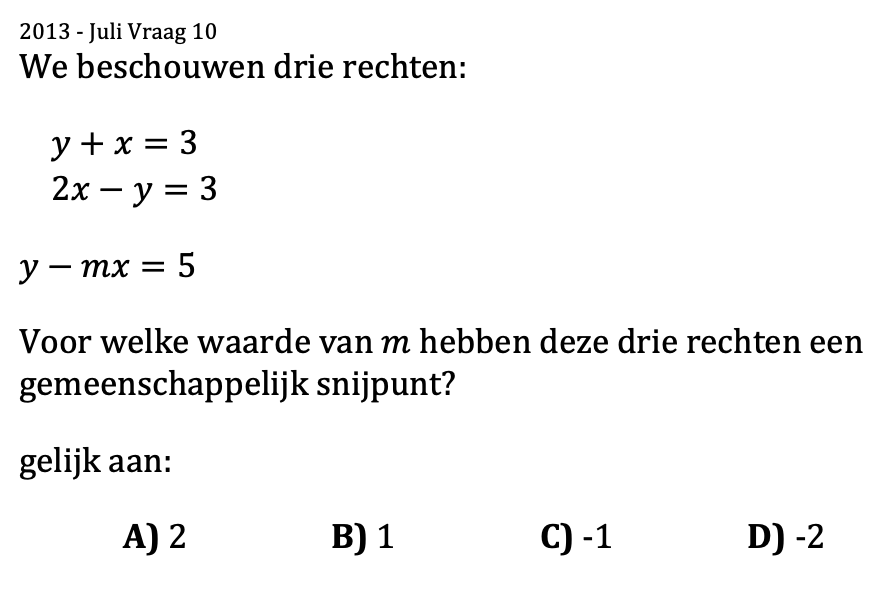 2013 - Juli Vraag 10
We beschouwen drie rechten:
y + x = 3
2x − y = 3
y − mx = 5
Voor welke waarde van m hebben deze drie rechten een
gemeenschappelijk snijpunt?
gelijk aan:
A) 2 B) 1 C) -1 D) -2